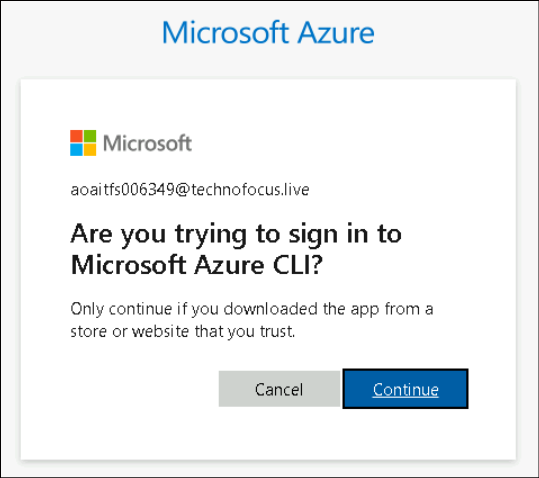 Microsoft Azure
Microsoft
aoaitfs006349@technofocus.live
Are you trying to sign in to
Microsoft Azure CLI?
Only continue if you downloaded the app from a
store or website that you trust.
Cancel
Continue